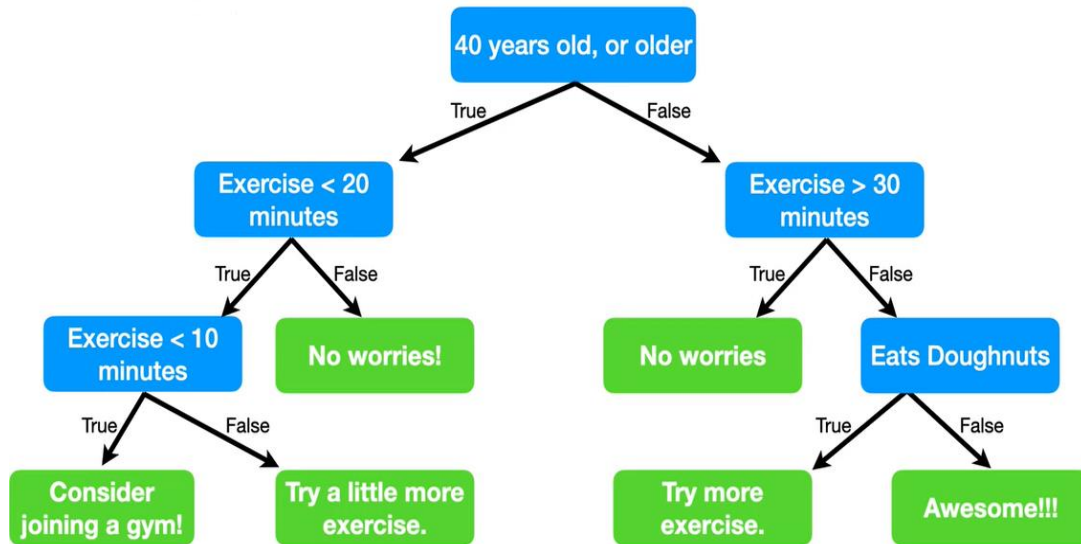 40 years old, or older
True
False
Exercise < 20
minutes
Exercise > 30
minutes
True
False
True
False
Exercise < 10
minutes
No worries!
No worries
Eats Doughnuts
True
False
True
False
Consider
joining a gym!
Try a little more
exercise.
Try more
exercise.
Awesome!!!